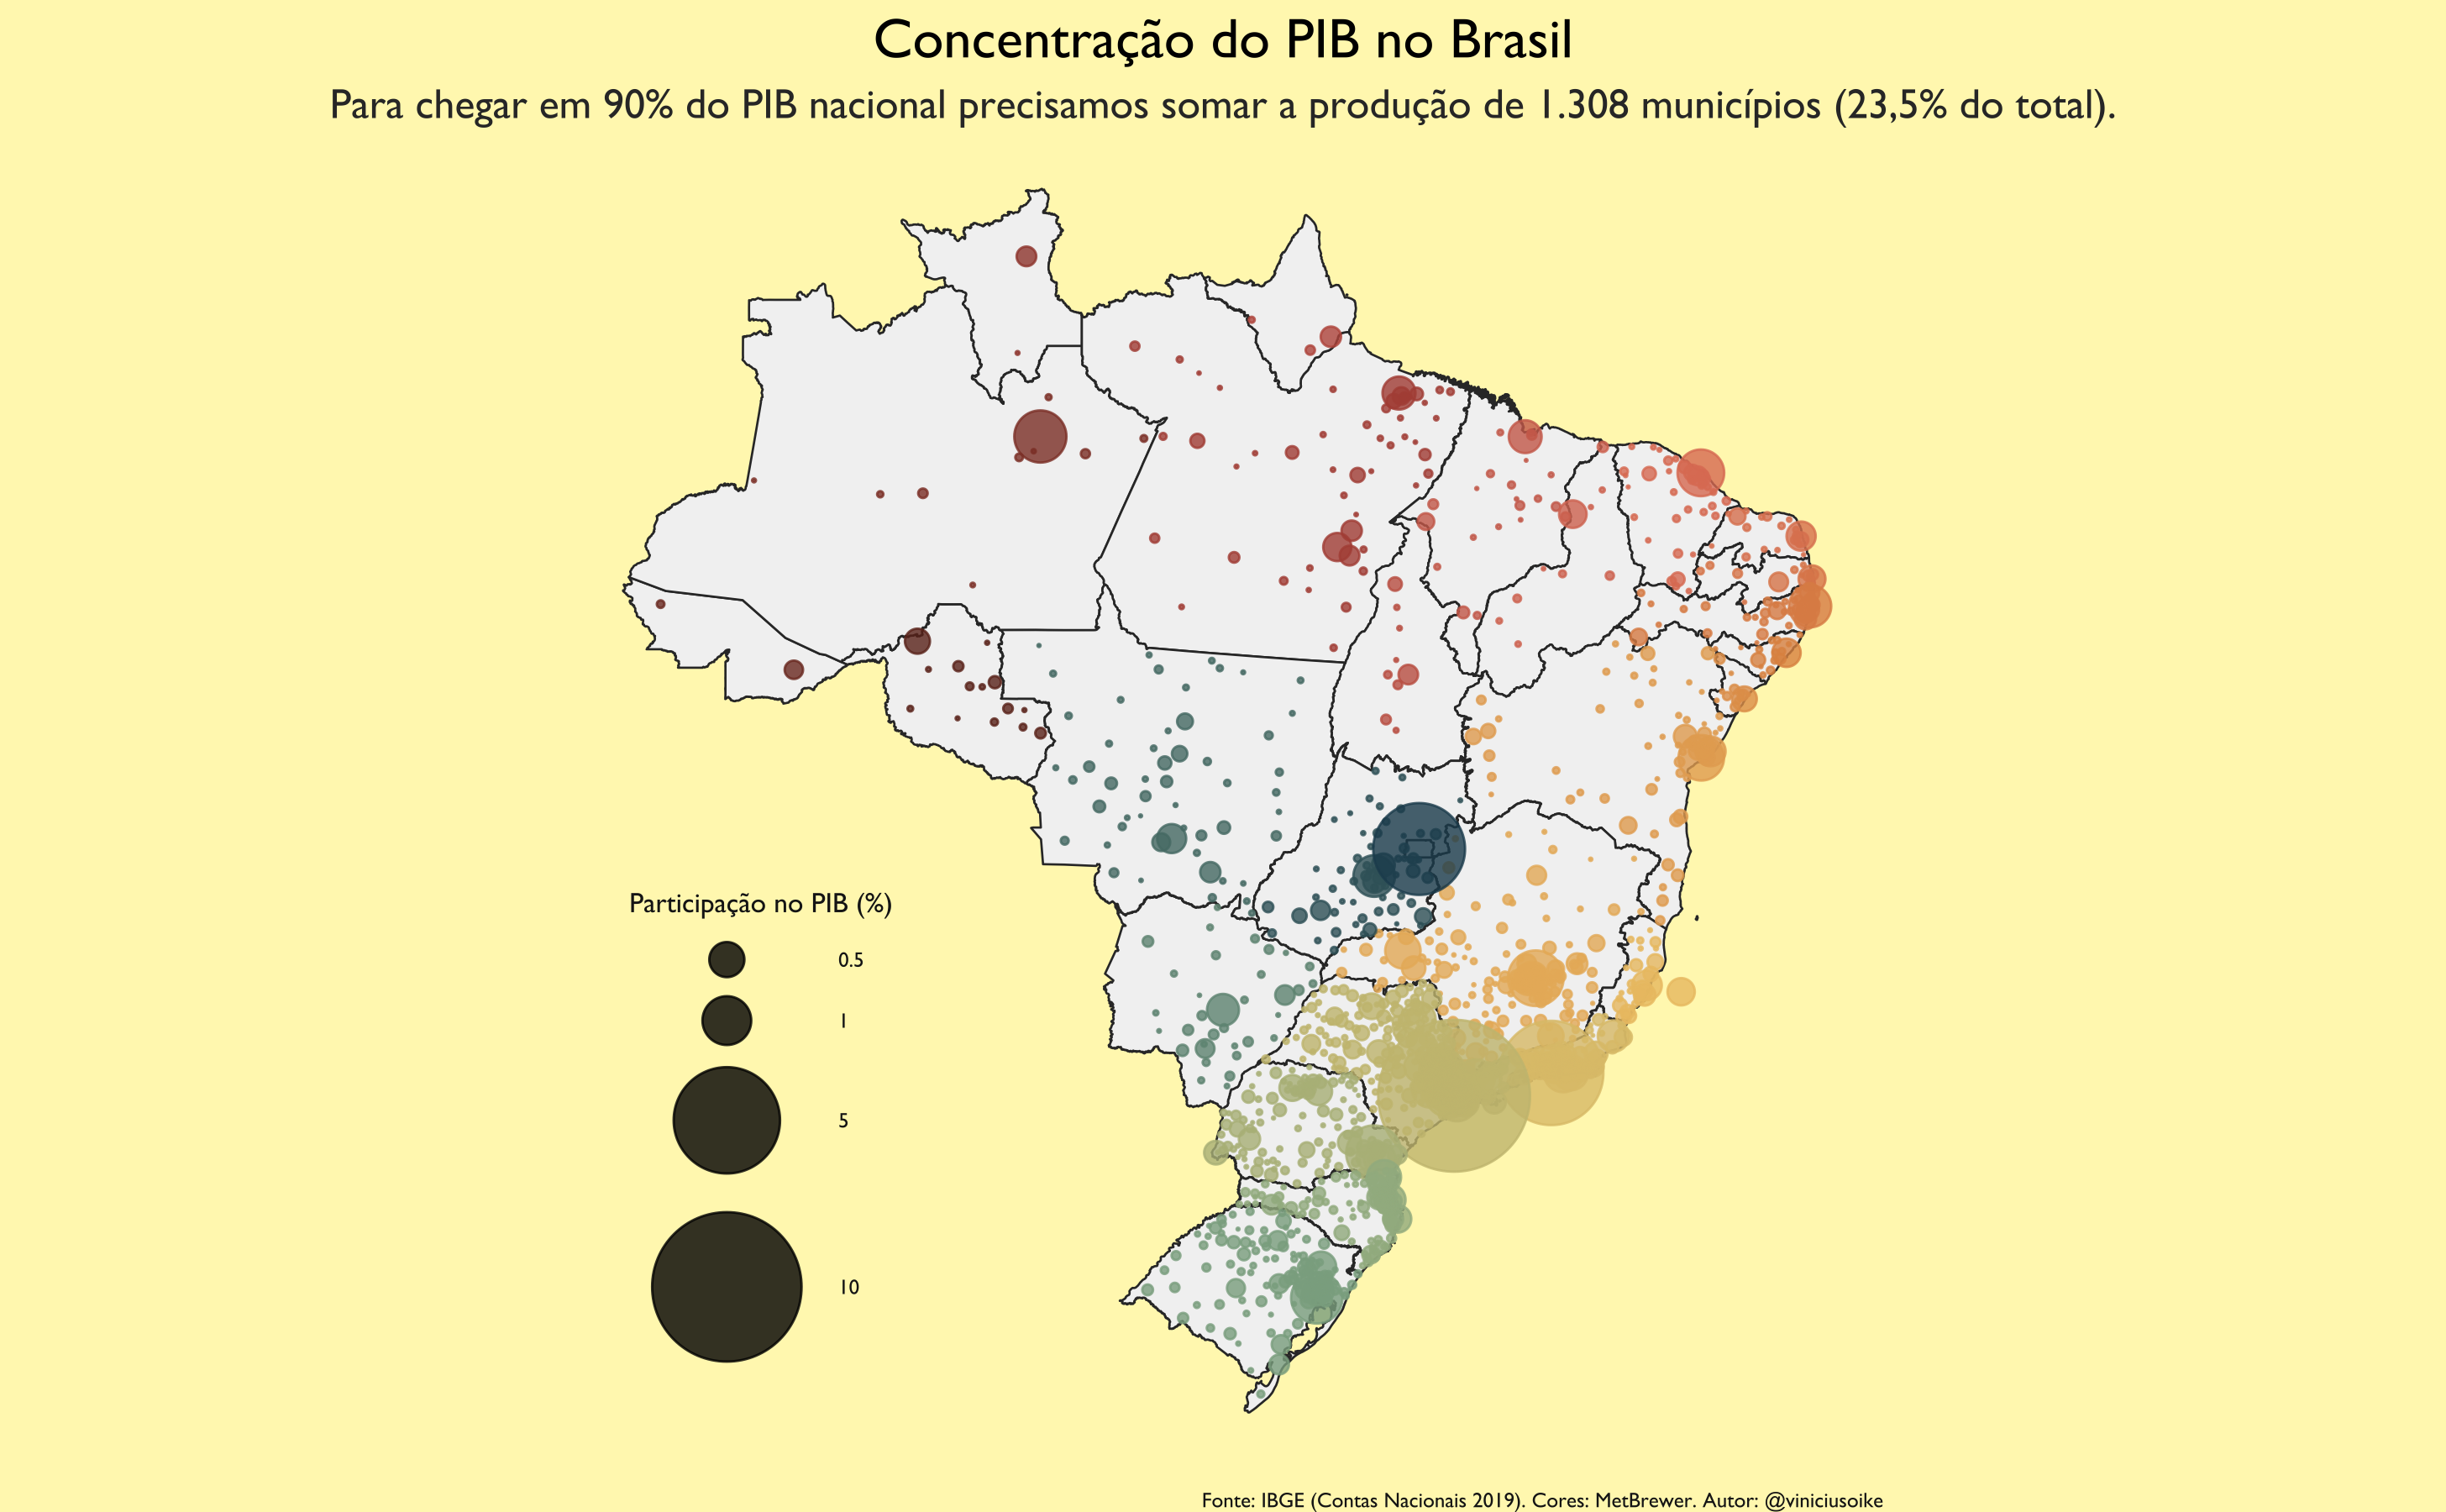 Concentração do PIB no Brasil
Para chegar em 90% do PIB nacional precisamos somar a produção de 1.308 municípios (23,5% do total).
Participação no PIB (%)
0.5
1
5
10
Fonte: IBGE (Contas Nacionais 2019). Cores: MetBrewer. Autor: @viniciusoike